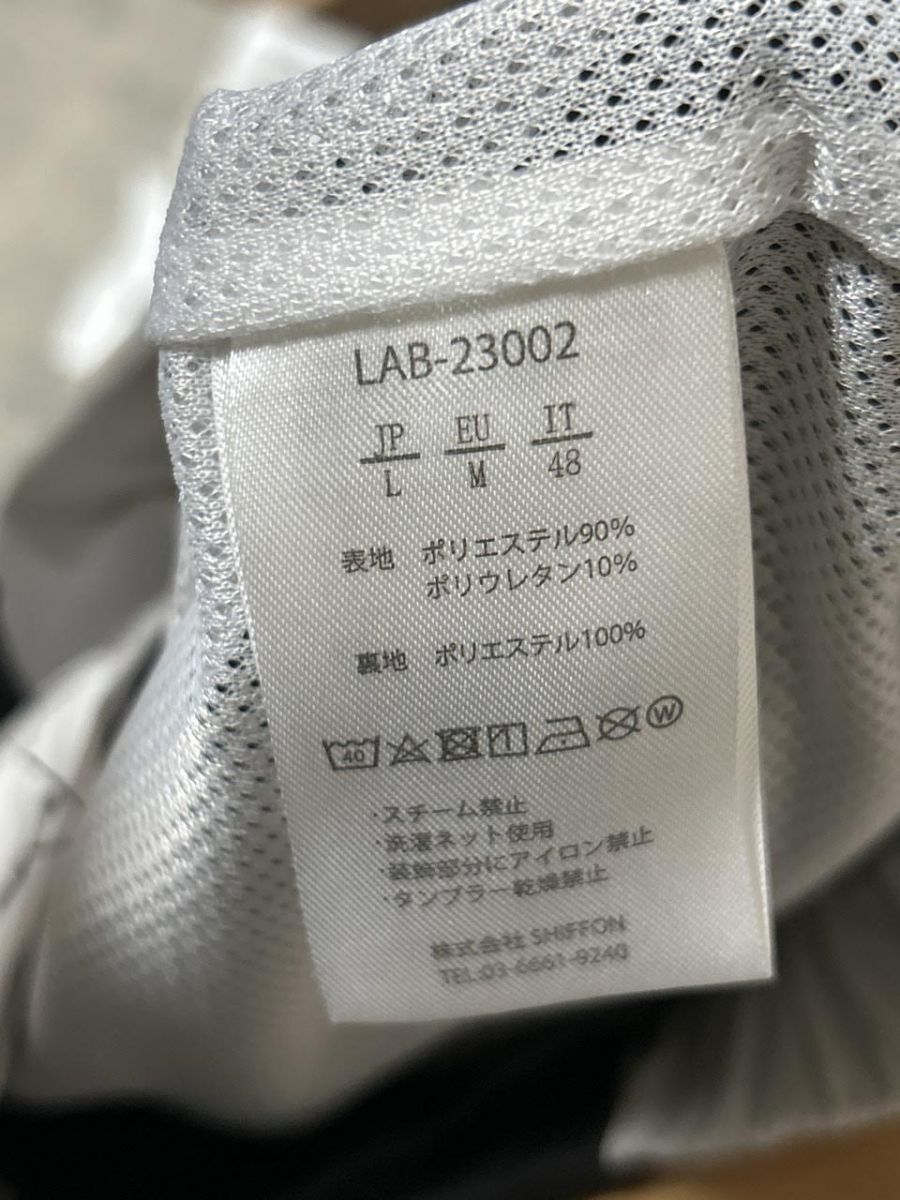 LAB-23002
JP EU IT
L M 48
表地 ポリエステル90%
ポリウレタン10%
裏地 ポリエステル100%
40 W
・スチーム禁止
・洗濯ネット使用
・装飾部分にアイロン禁止
・タンブラー乾燥禁止
株式会社 SHIFFON
TEL.03-6661-9240